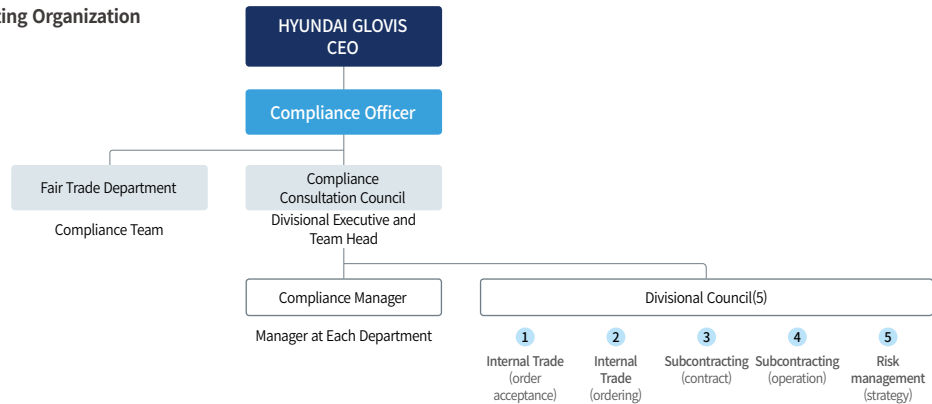 ting Organization
HYUNDAI GLOVIS
CEO
Compliance Officer
Fair Trade Department
Compliance Team
Compliance
Consultation Council
Divisional Executive and
Team Head
Compliance Manager
Manager at Each Department
Divisional Council(5)
1
Internal Trade
(order
acceptance)
2
Internal
Trade
(ordering)
3
Subcontracting
(contract)
4
Subcontracting
(operation)
5
Risk
management
(strategy)